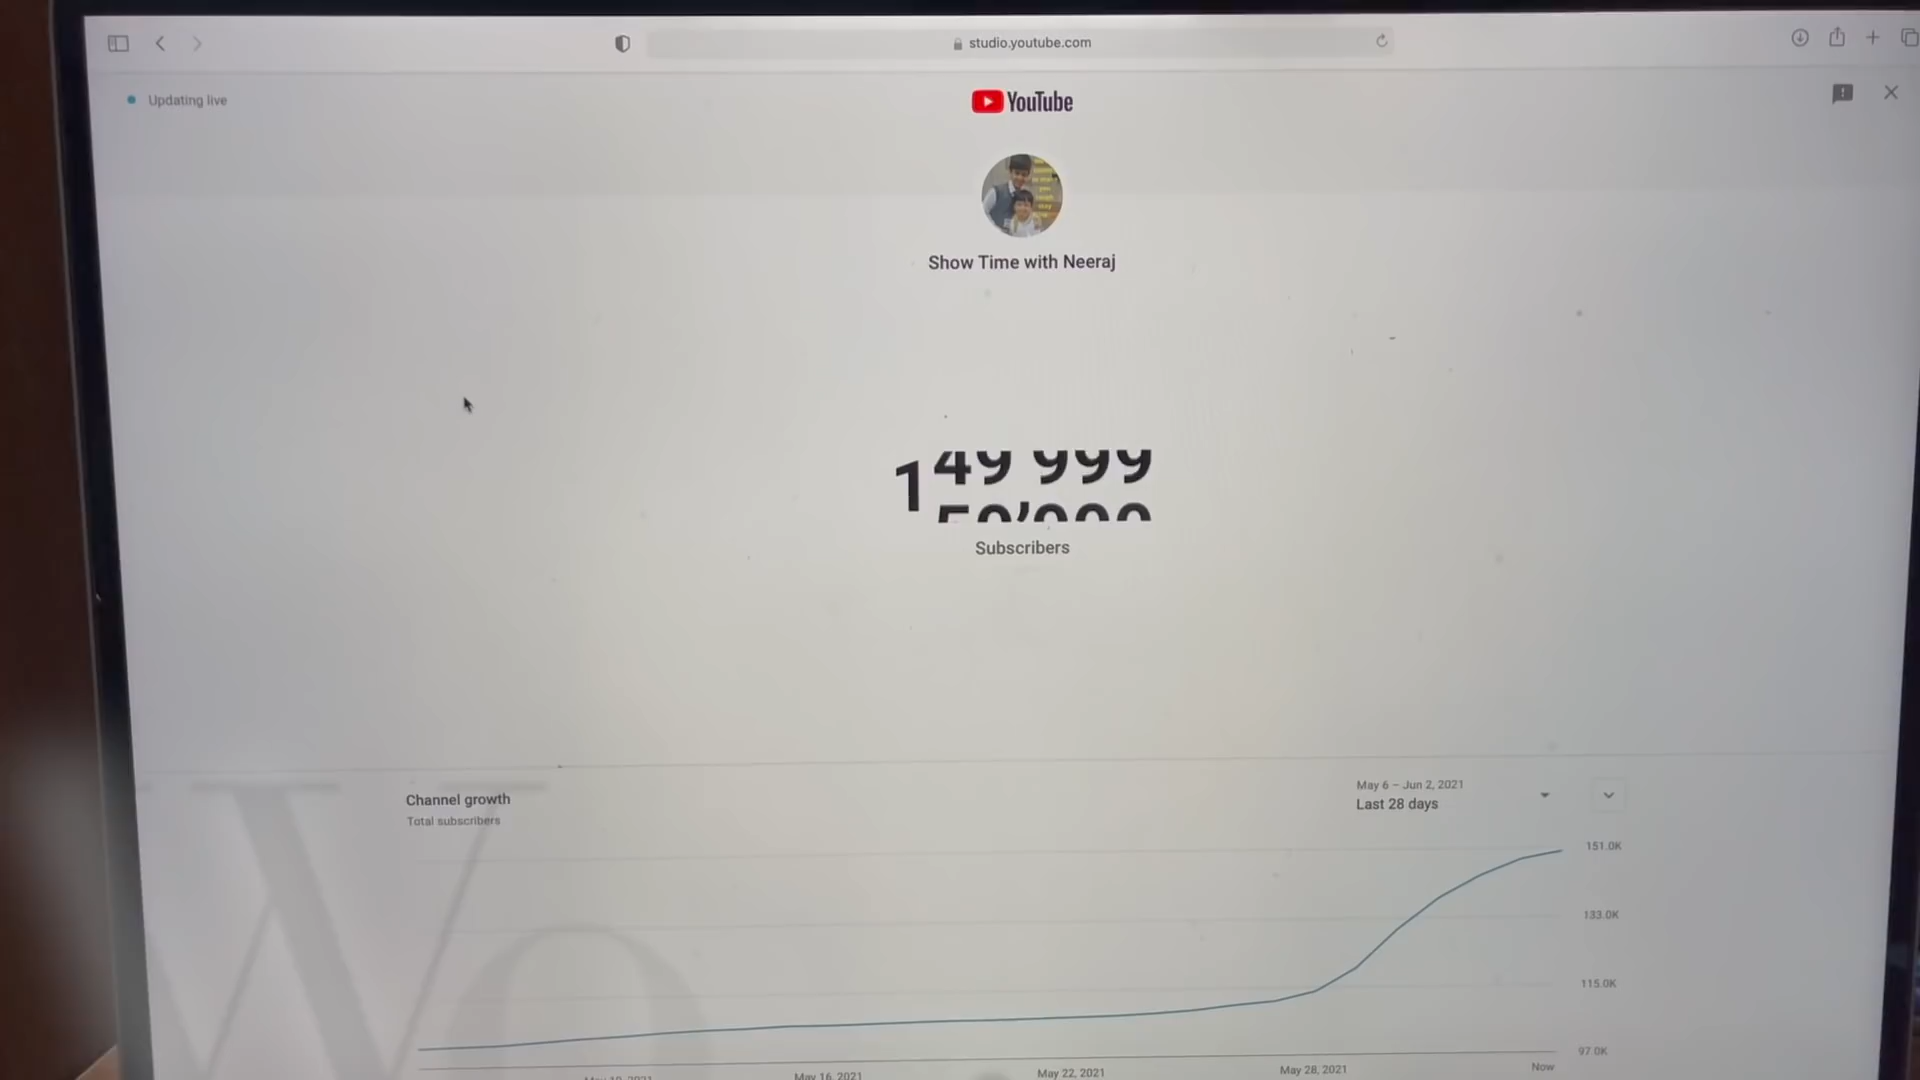 studio.youtube.com
Updating live
YouTube
Show Time with Neeraj
149 999
50,000
Subscribers
Channel growth
Total subscribers
May 6 – Jun 2, 2021
Last 28 days
151.0K
133.0K
115.0K
97.0K
May 16, 2021
May 22, 2021
May 28, 2021
Now